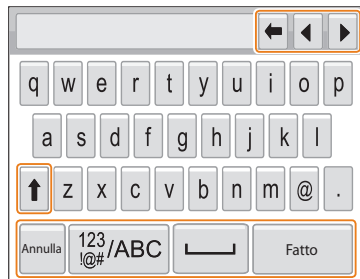 q w e r t y u i o p
a s d f g h j k l
z x c v b n m @ .
Annulla 123 !@# /ABC Fatto